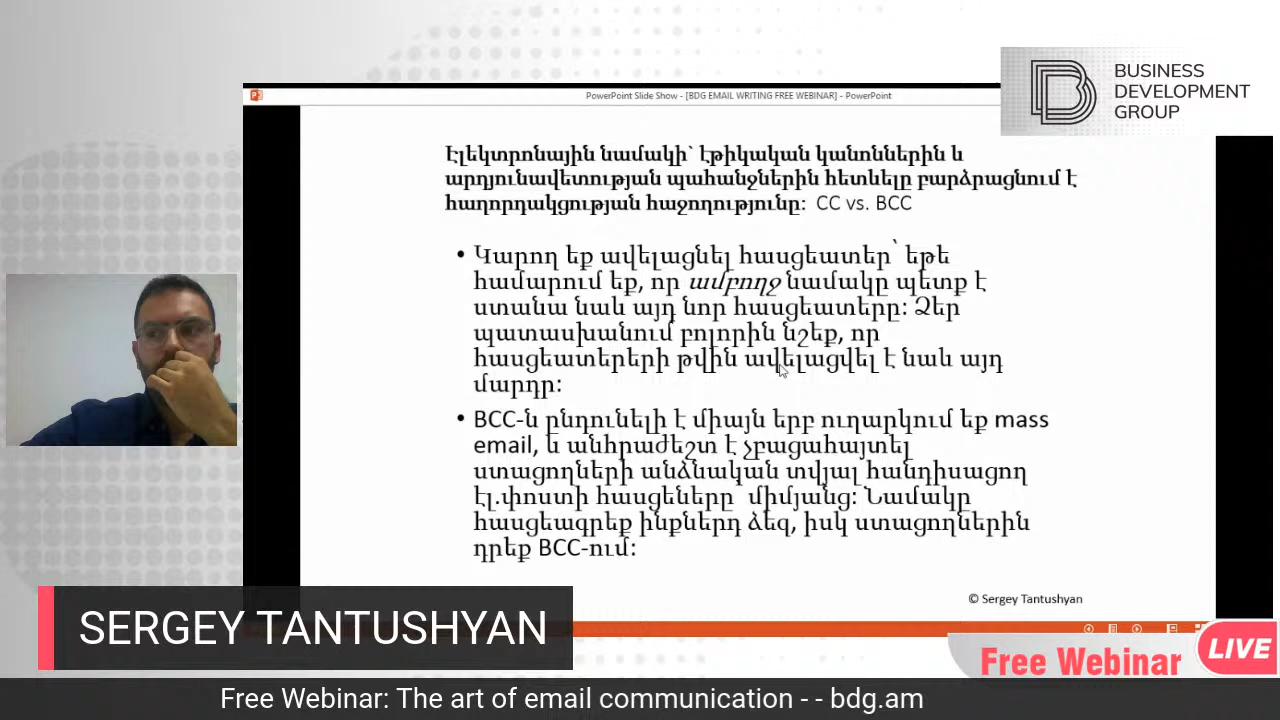 BUSINESS
DEVELOPMENT
GROUP
PowerPoint Slide Show - [BDG EMAIL WRITING FREE WEBINAR] - PowerPoint
Էլեկտրոնային նամակի՝ էթիկական կանոններին և
արդյունավետության պահանջներին հետևելը բարձրացնում է
հաղորդակցության հաջողությունը: CC vs. BCC
• Կարող եք ավելացնել հասցեատեր՝ եթե
համարում եք, որ ամբողջ նամակը պետք է
ստանա նաև այդ նոր հասցեատերը: Ձեր
պատասխանում բոլորին նշեք, որ
հասցեատերերի թվին ավելացվել է նաև այդ
մարդը:
• BCC-ն ընդունելի է միայն երբ ուղարկում եք mass
email, և անհրաժեշտ է չբացահայտել
ստացողների անձնական տվյալ հանդիսացող
էլ.փոստի հասցեները՝ միմյանց: Նամակը
հասցեագրեք ինքներդ ձեզ, իսկ ստացողներին
դրեք BCC-ում:
© Sergey Tantushyan
SERGEY TANTUSHYAN
Free Webinar LIVE
Free Webinar: The art of email communication - - bdg.am